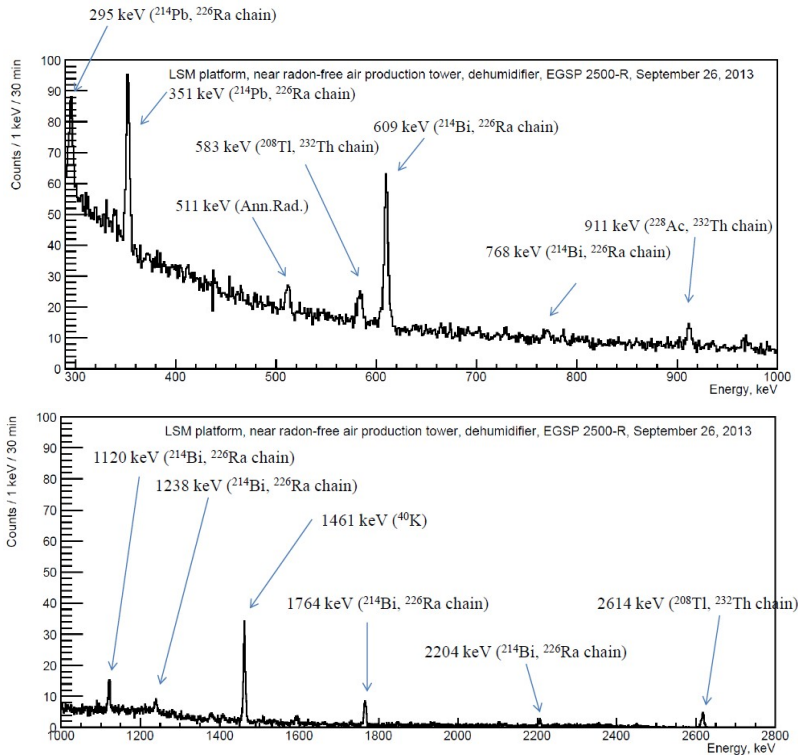 295 keV (²¹⁴Pb, ²²⁶Ra chain)
LSM platform, near radon-free air production tower, dehumidifier, EGSP 2500-R, September 26, 2013
351 keV (²¹⁴Pb, ²²⁶Ra chain)
609 keV (²¹⁴Bi, ²²⁶Ra chain)
583 keV (²⁰⁸Tl, ²³²Th chain)
511 keV (Ann.Rad.)
911 keV (²²⁸Ac, ²³²Th chain)
768 keV (²¹⁴Bi, ²²⁶Ra chain)
Counts / 1 keV / 30 min
100
90
80
70
60
50
40
30
20
10
0
290 400 500 600 700 800 900 1000
Energy, keV
LSM platform, near radon-free air production tower, dehumidifier, EGSP 2500-R, September 26, 2013
1120 keV (²¹⁴Bi, ²²⁶Ra chain)
1238 keV (²¹⁴Bi, ²²⁶Ra chain)
1461 keV (⁴⁰K)
1764 keV (²¹⁴Bi, ²²⁶Ra chain)
2614 keV (²⁰⁸Tl, ²³²Th chain)
2204 keV (²¹⁴Bi, ²²⁶Ra chain)
Counts / 1 keV / 30 min
100
90
80
70
60
50
40
30
20
10
0
1000 1200 1400 1600 1800 2000 2200 2400 2600 2800
Energy, keV